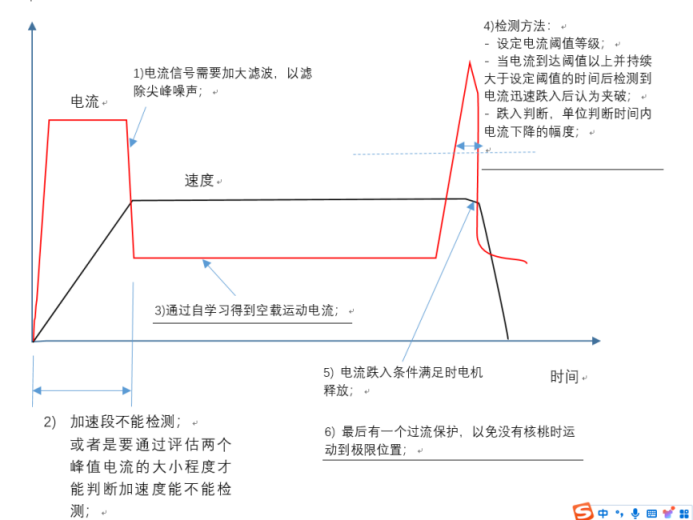 4)检测方法：
- 设定电流阈值等级；
- 当电流到达阈值以上并持续
大于设定阈值的时间后检测到
电流迅速跌入后认为夹破；
- 跌入判断，单位判断时间内
电流下降的幅度；
1)电流信号需要加大滤波，以滤
除尖峰噪声；
电流
速度
3)通过自学习得到空载运动电流；
5) 电流跌入条件满足时电机
释放；
时间
2) 加速段不能检测；
或者是要通过评估两个
峰值电流的大小程度才
能判断加速度能不能检
测；
6) 最后有一个过流保护，以免没有核桃时运
动到极限位置；
中